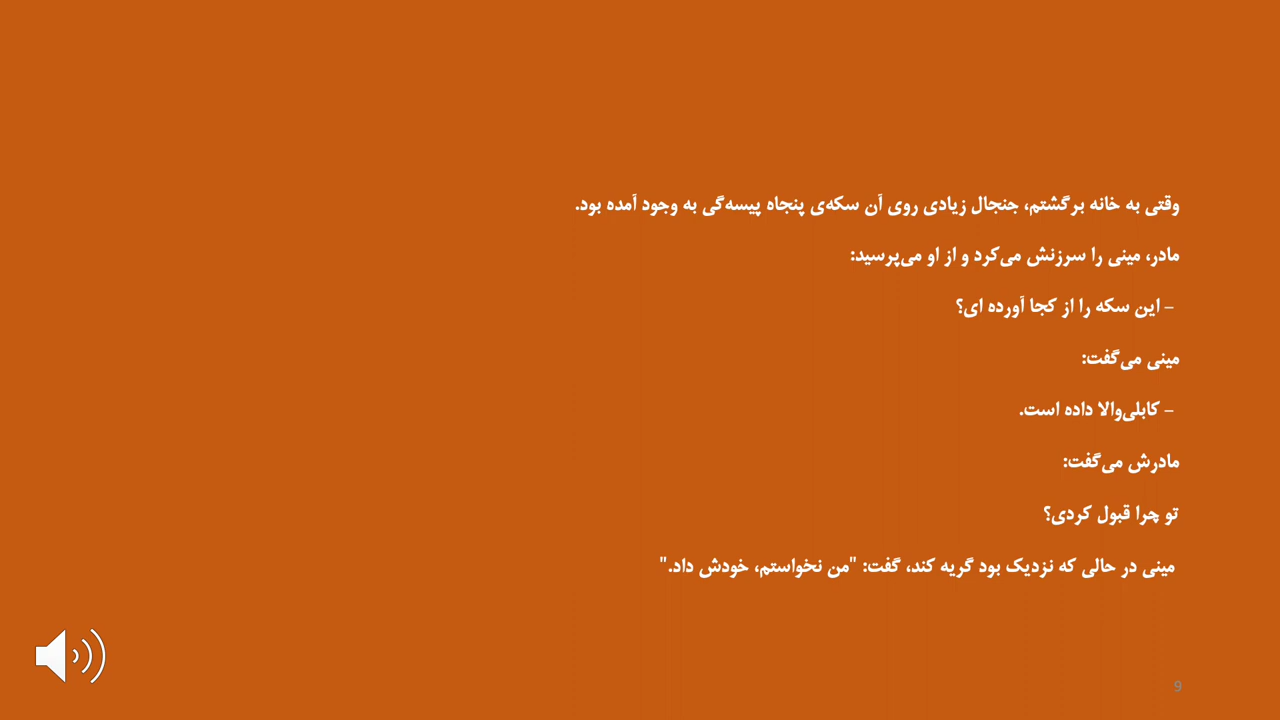 وقتی به خانه برگشتم، جنجال زیادی روی آن سکه‌ی پنجاه پیسه‌گی به وجود آمده بود.
مادر، مینی را سرزنش می‌کرد و از او می‌پرسید:
– این سکه را از کجا آورده ای؟
مینی می‌گفت:
– کابلی‌والا داده است.
مادرش می‌گفت:
تو چرا قبول کردی؟
مینی در حالی که نزدیک بود گریه کند، گفت: "من نخواستم، خودش داد."
9